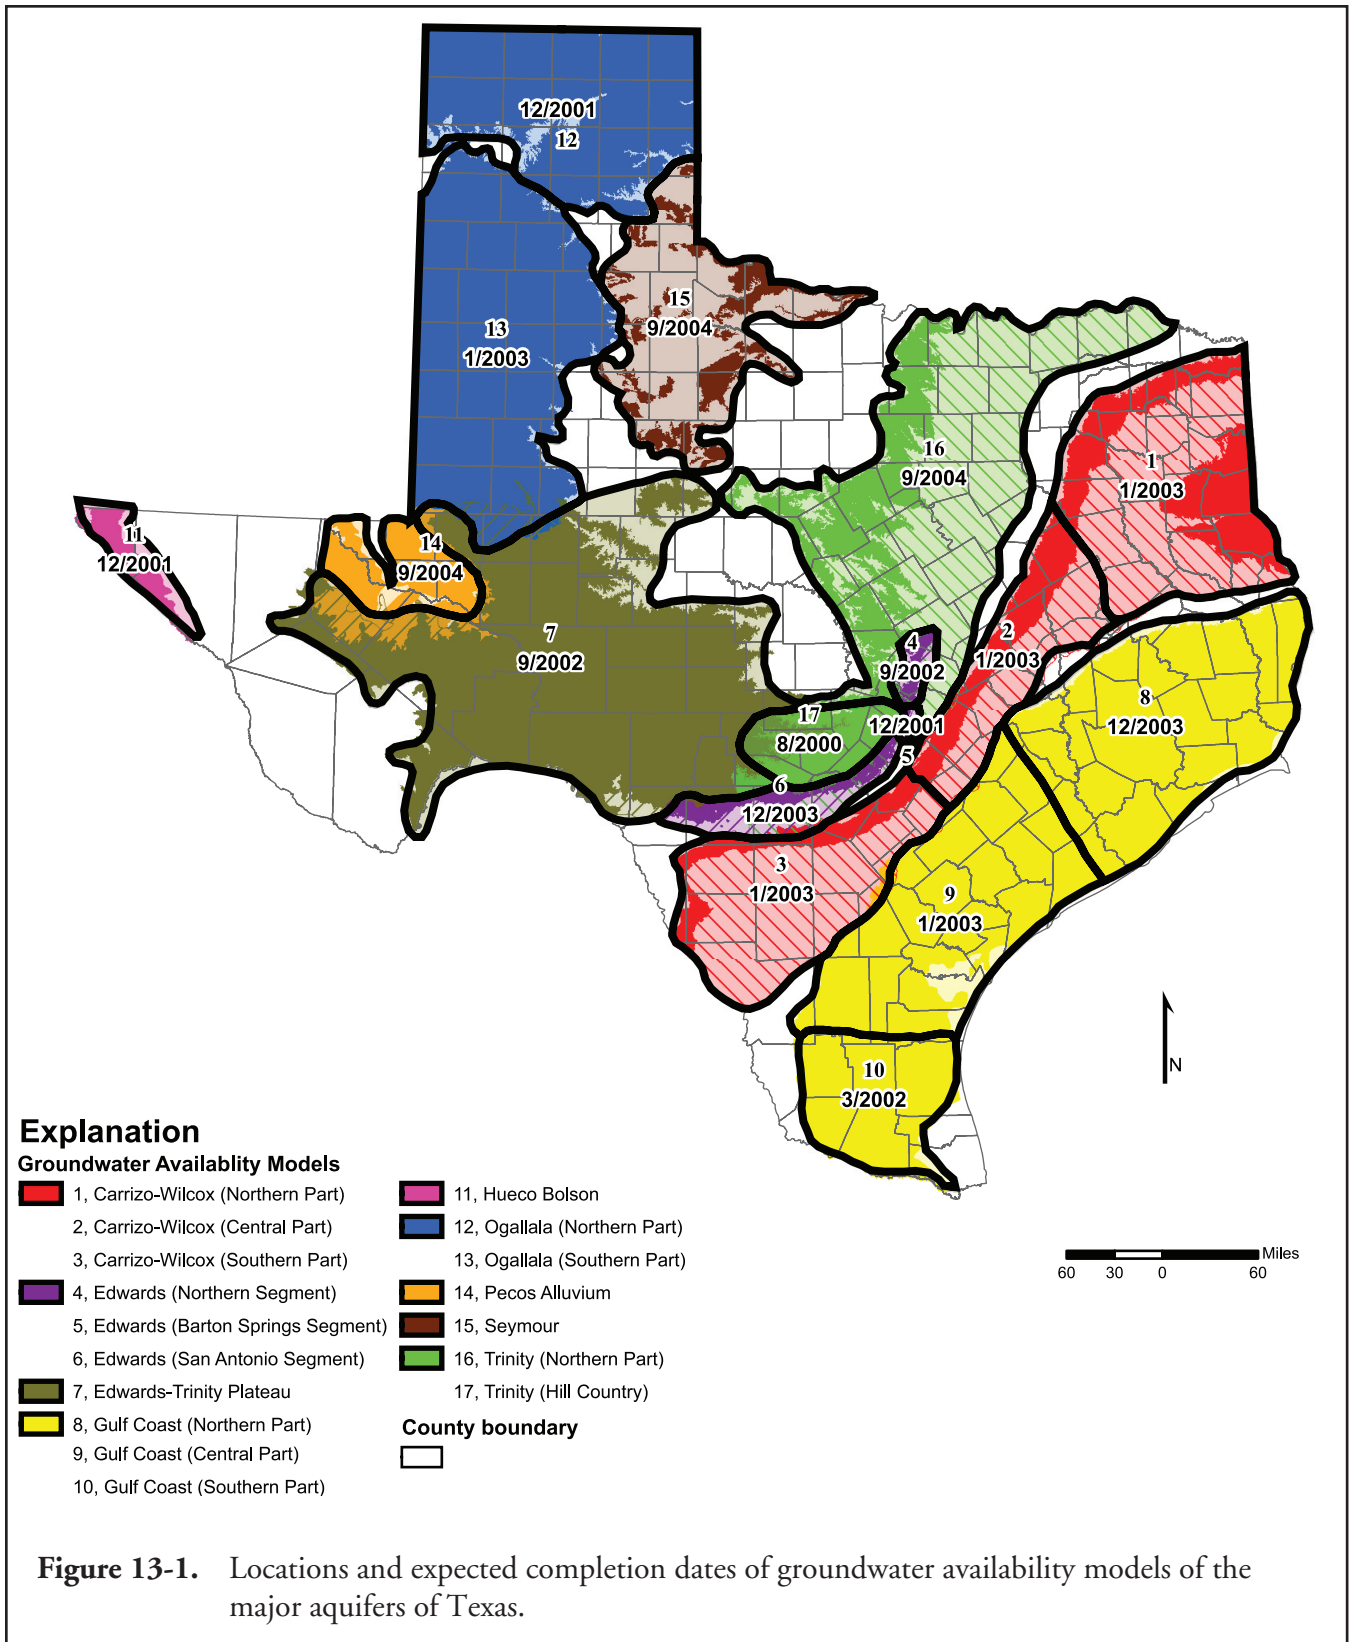 12/2001
12
15
9/2004
13
1/2003
16
9/2004
1
1/2003
11
12/2001
14
9/2004
7
9/2002
4
9/2002
2
1/2003
8
12/2003
17
8/2000
12/2001
5
6
12/2003
3
1/2003
9
1/2003
10
3/2002
N
Explanation
Groundwater Availablity Models
1, Carrizo-Wilcox (Northern Part)
2, Carrizo-Wilcox (Central Part)
3, Carrizo-Wilcox (Southern Part)
4, Edwards (Northern Segment)
5, Edwards (Barton Springs Segment)
6, Edwards (San Antonio Segment)
7, Edwards-Trinity Plateau
8, Gulf Coast (Northern Part)
9, Gulf Coast (Central Part)
10, Gulf Coast (Southern Part)
11, Hueco Bolson
12, Ogallala (Northern Part)
13, Ogallala (Southern Part)
14, Pecos Alluvium
15, Seymour
16, Trinity (Northern Part)
17, Trinity (Hill Country)
County boundary
Miles
60 30 0 60
Figure 13-1. Locations and expected completion dates of groundwater availability models of the
major aquifers of Texas.